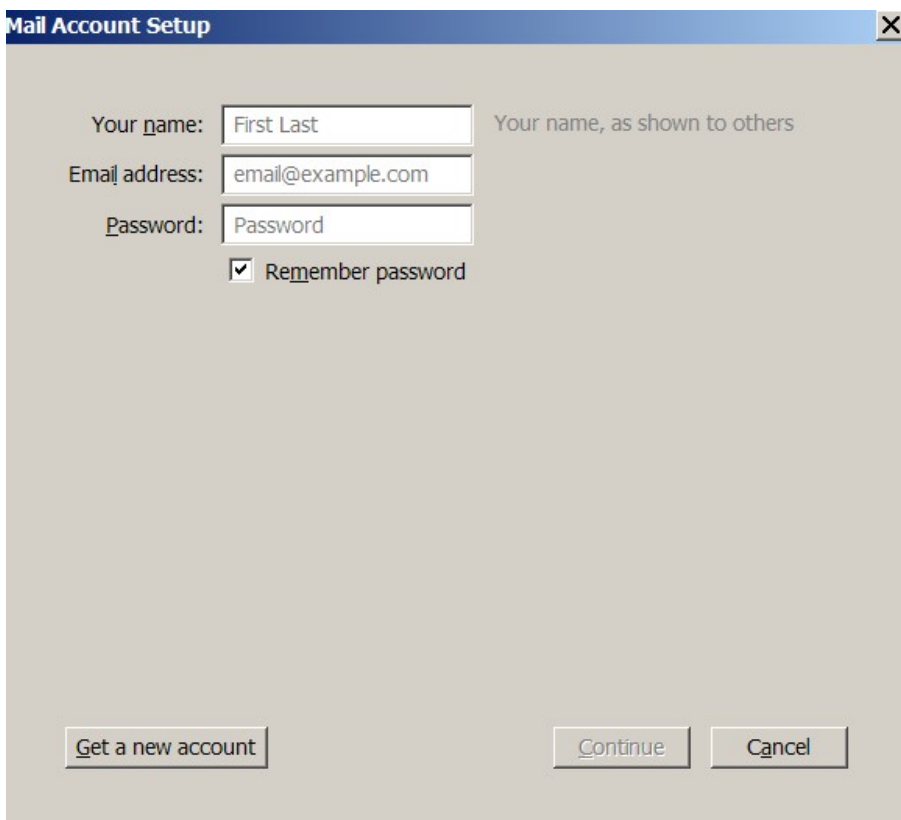 Mail Account Setup
Your name: First Last Your name, as shown to others
Email address: email@example.com
Password: Password
Remember password
Get a new account Continue Cancel